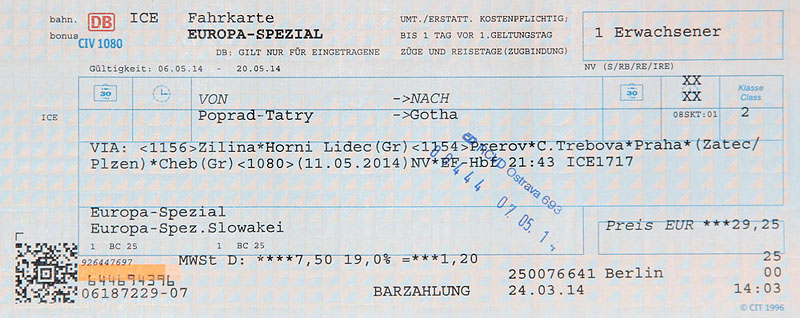 bahn. DB ICE Fahrkarte UMT./ERSTATT. KOSTENPFLICHTIG;
bonus EUROPA-SPEZIAL BIS 1 TAG VOR 1.GELTUNGSTAG 1 Erwachsener
CIV 1080
DB: GILT NUR FÜR EINGETRAGENE ZÜGE UND REISETAGE(ZUGBINDUNG)
Gültigkeit: 06.05.14 - 20.05.14 NV (S/RB/RE/IRE)
30 VON ->NACH 30 XX XX Klasse Class
ICE Poprad-Tatry ->Gotha 08SKT:01 2
VIA: <1156>Zilina*Horni Lidec(Gr)<1154>Prerov*C.Trebova*Praha*(Zatec/
Plzen)*Cheb(Gr)<1080>(11.05.2014)NV*EF-Hbf 21:43 ICE1717
Ostrava 693
07.05.14
Europa-Spezial
Europa-Spez.Slowakei Preis EUR ***29,25
1 BC 25 1 BC 25
926447697 MWSt D: ****7,50 19,0% =***1,20 25
644694396 250076641 Berlin 00
06187229-07 BARZAHLUNG 24.03.14 14:03
© CIT 1996